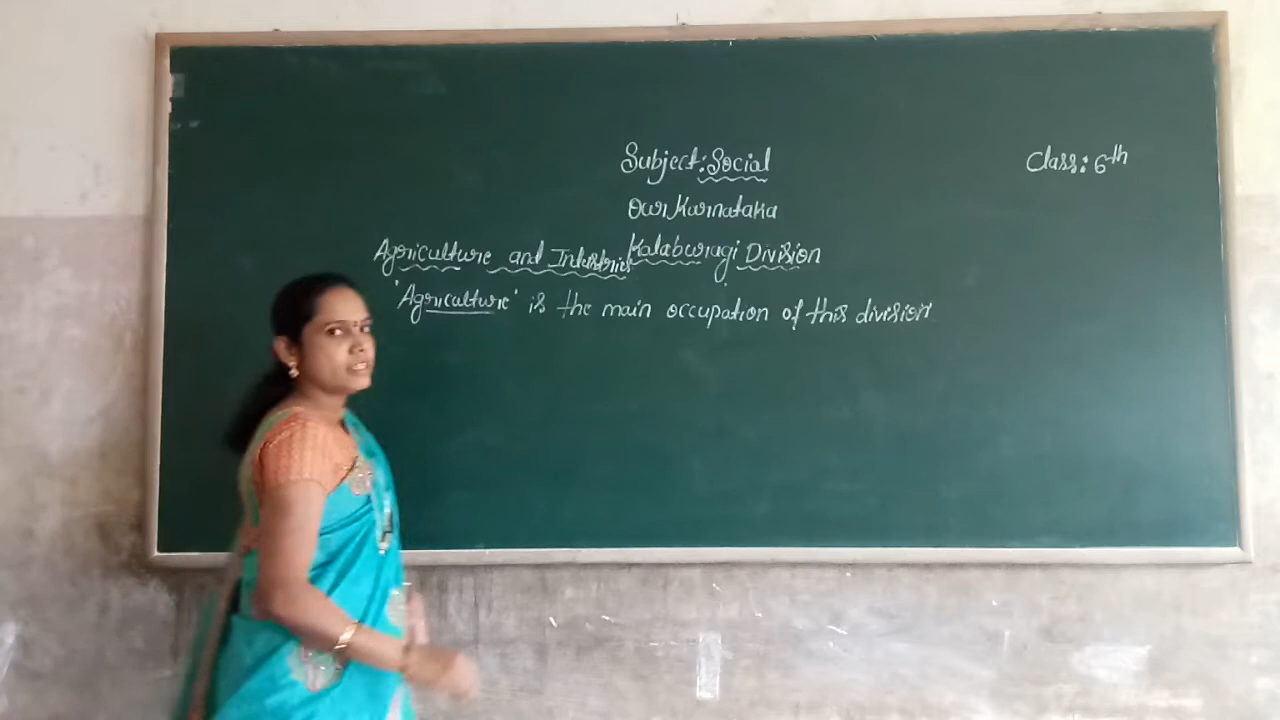 Subject: Social
Class: 6th
Our Karnataka
Kalaburagi Division
Agriculture and Industries
'Agriculture' is the main occupation of this division